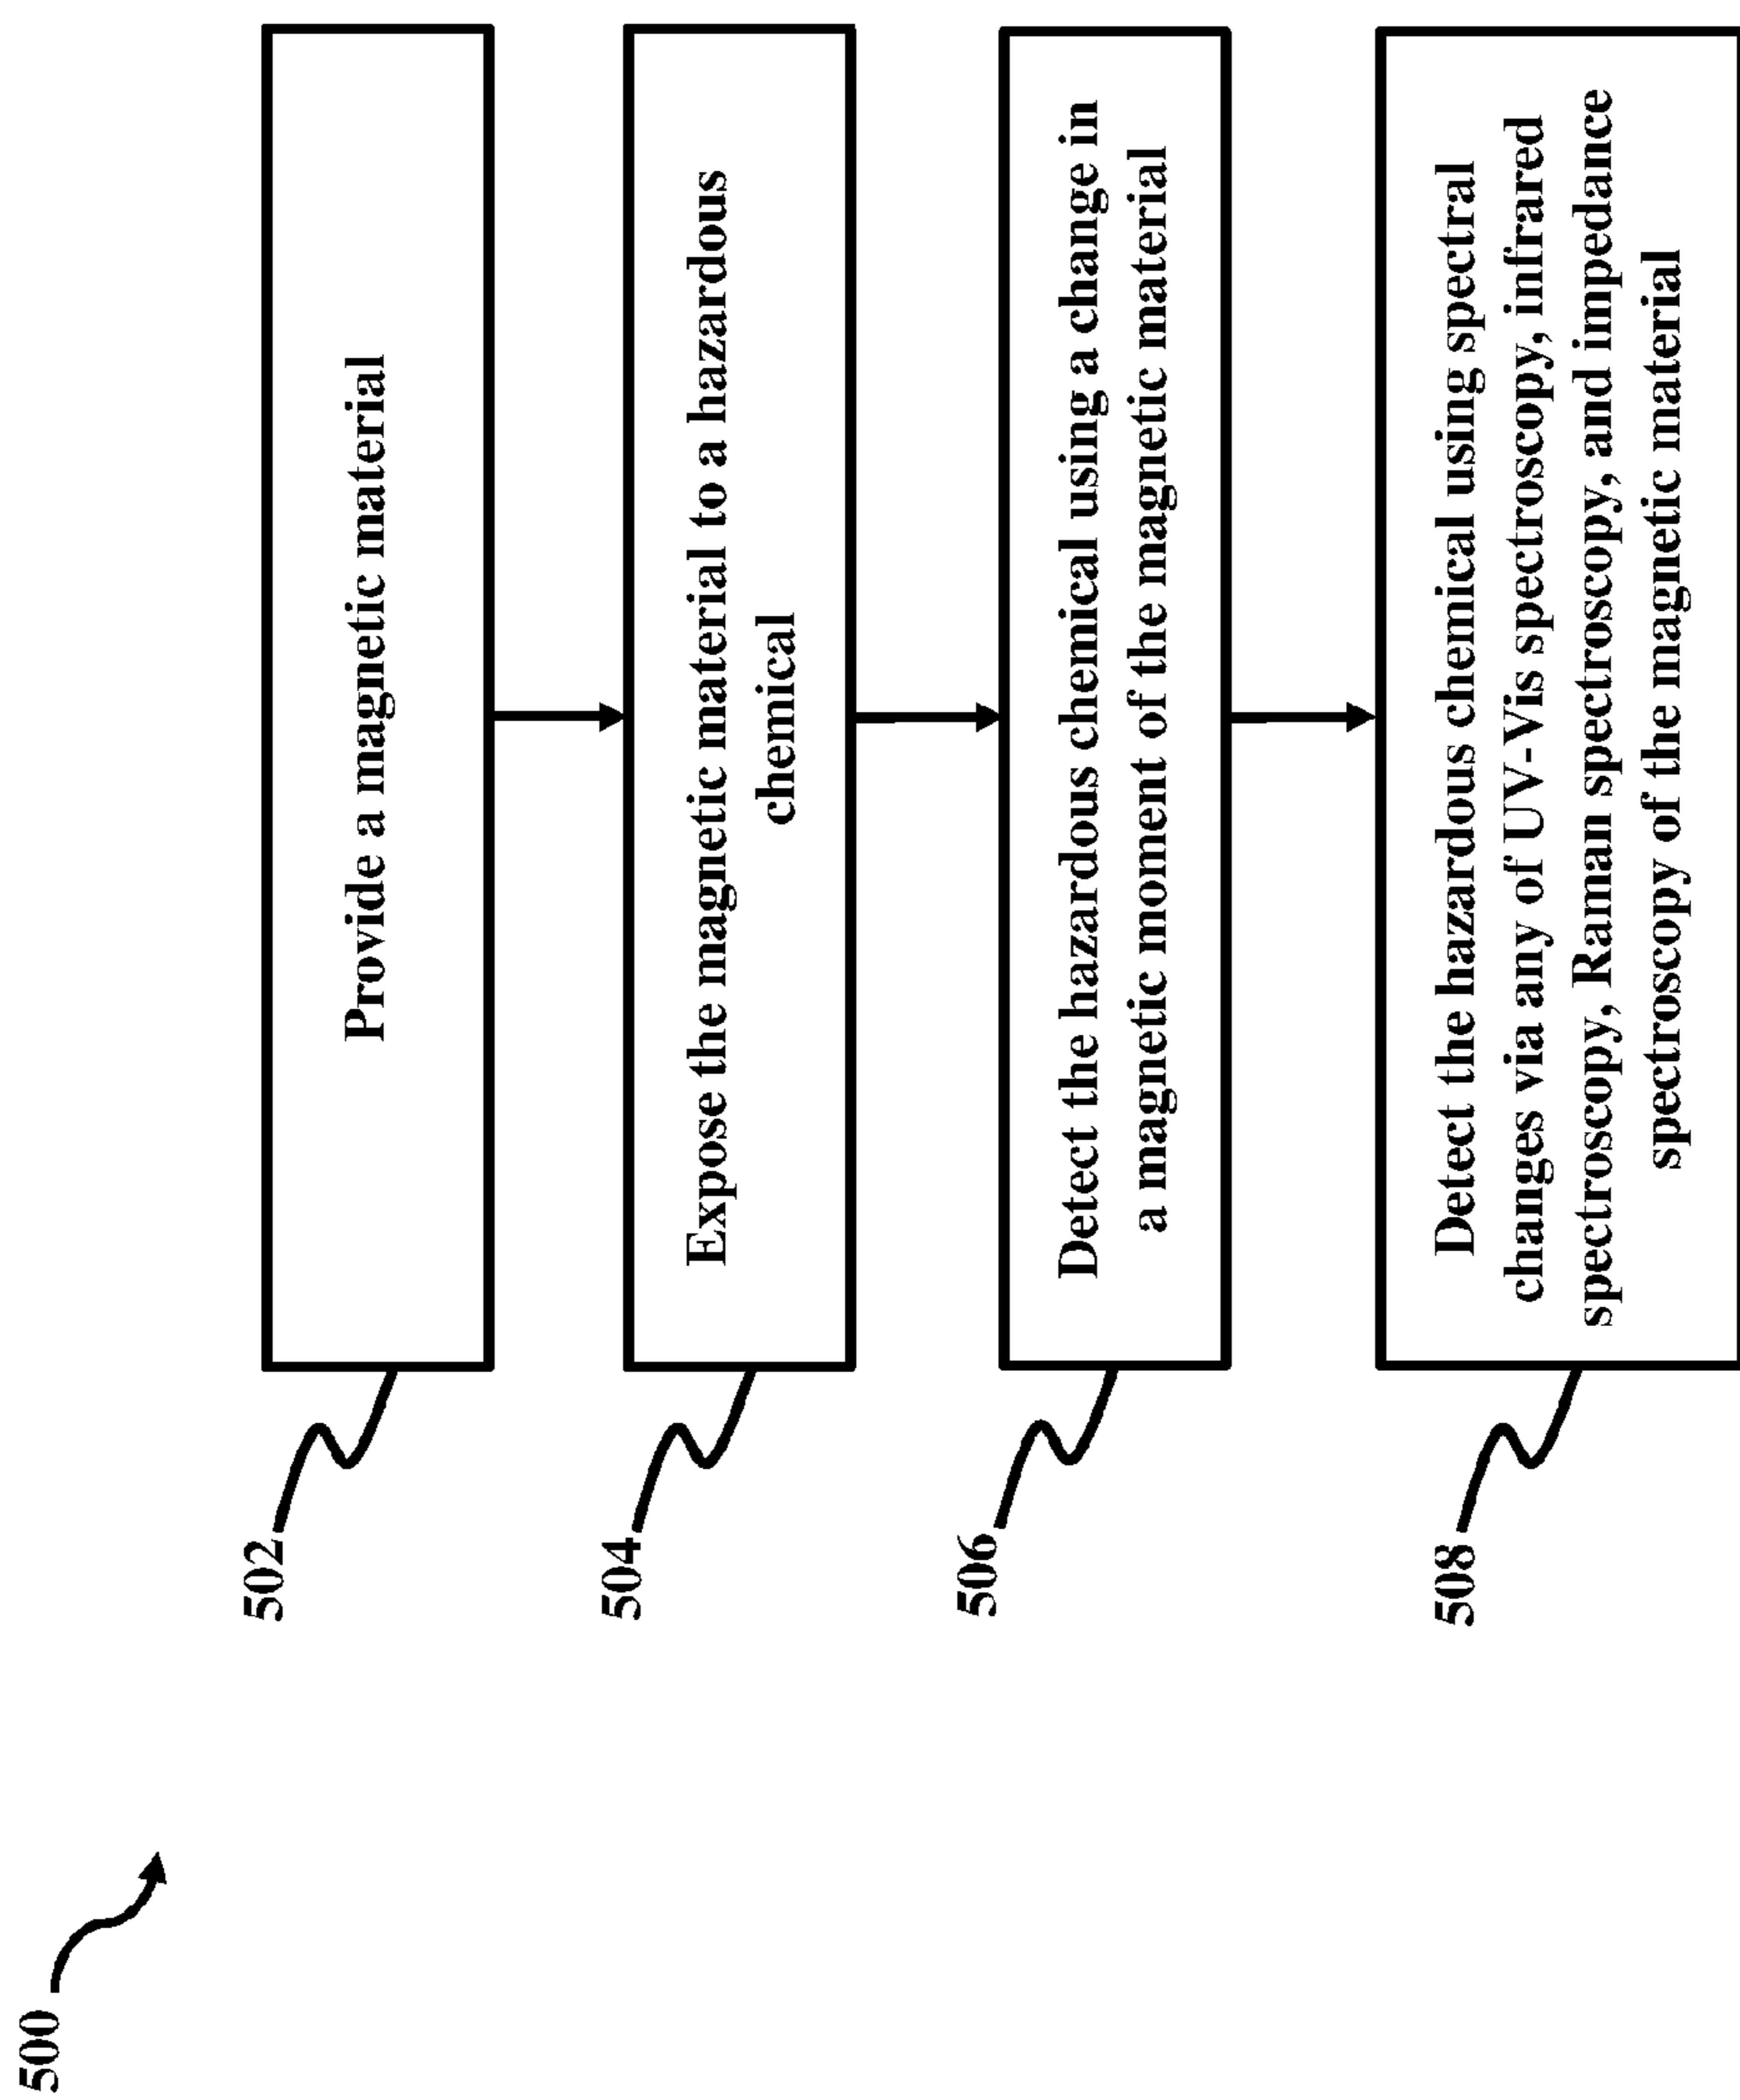 500
502
Provide a magnetic material
504
Expose the magnetic material to a hazardous
chemical
506
Detect the hazardous chemical using a change in
a magnetic moment of the magnetic material
508
Detect the hazardous chemical using spectral
changes via any of UV-Vis spectroscopy, infrared
spectroscopy, Raman spectroscopy, and impedance
spectroscopy of the magnetic material